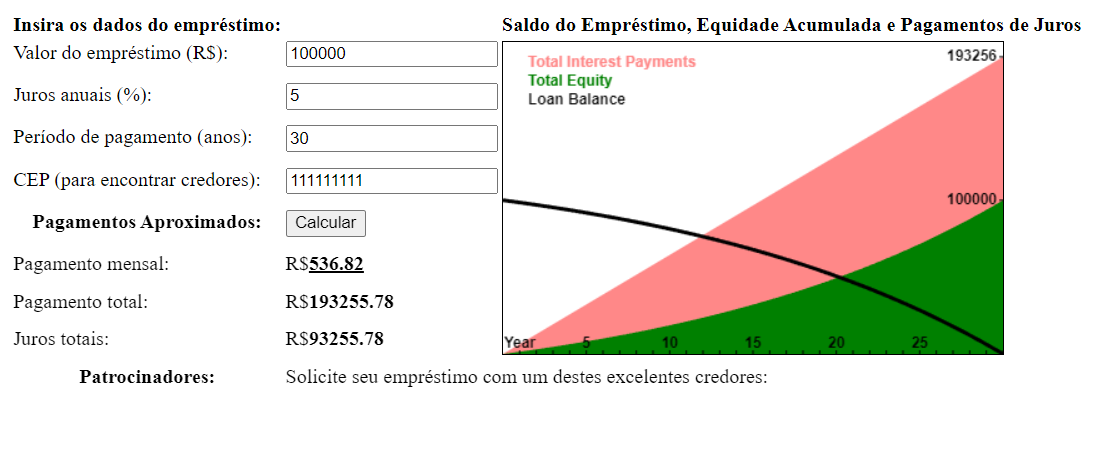 Insira os dados do empréstimo:
Valor do empréstimo (R$): 100000
Juros anuais (%): 5
Período de pagamento (anos): 30
CEP (para encontrar credores): 111111111
Pagamentos Aproximados: Calcular
Pagamento mensal: R$536.82
Pagamento total: R$193255.78
Juros totais: R$93255.78
Patrocinadores: Solicite seu empréstimo com um destes excelentes credores:
Saldo do Empréstimo, Equidade Acumulada e Pagamentos de Juros
Total Interest Payments
Total Equity
Loan Balance
193256
100000
Year 5 10 15 20 25